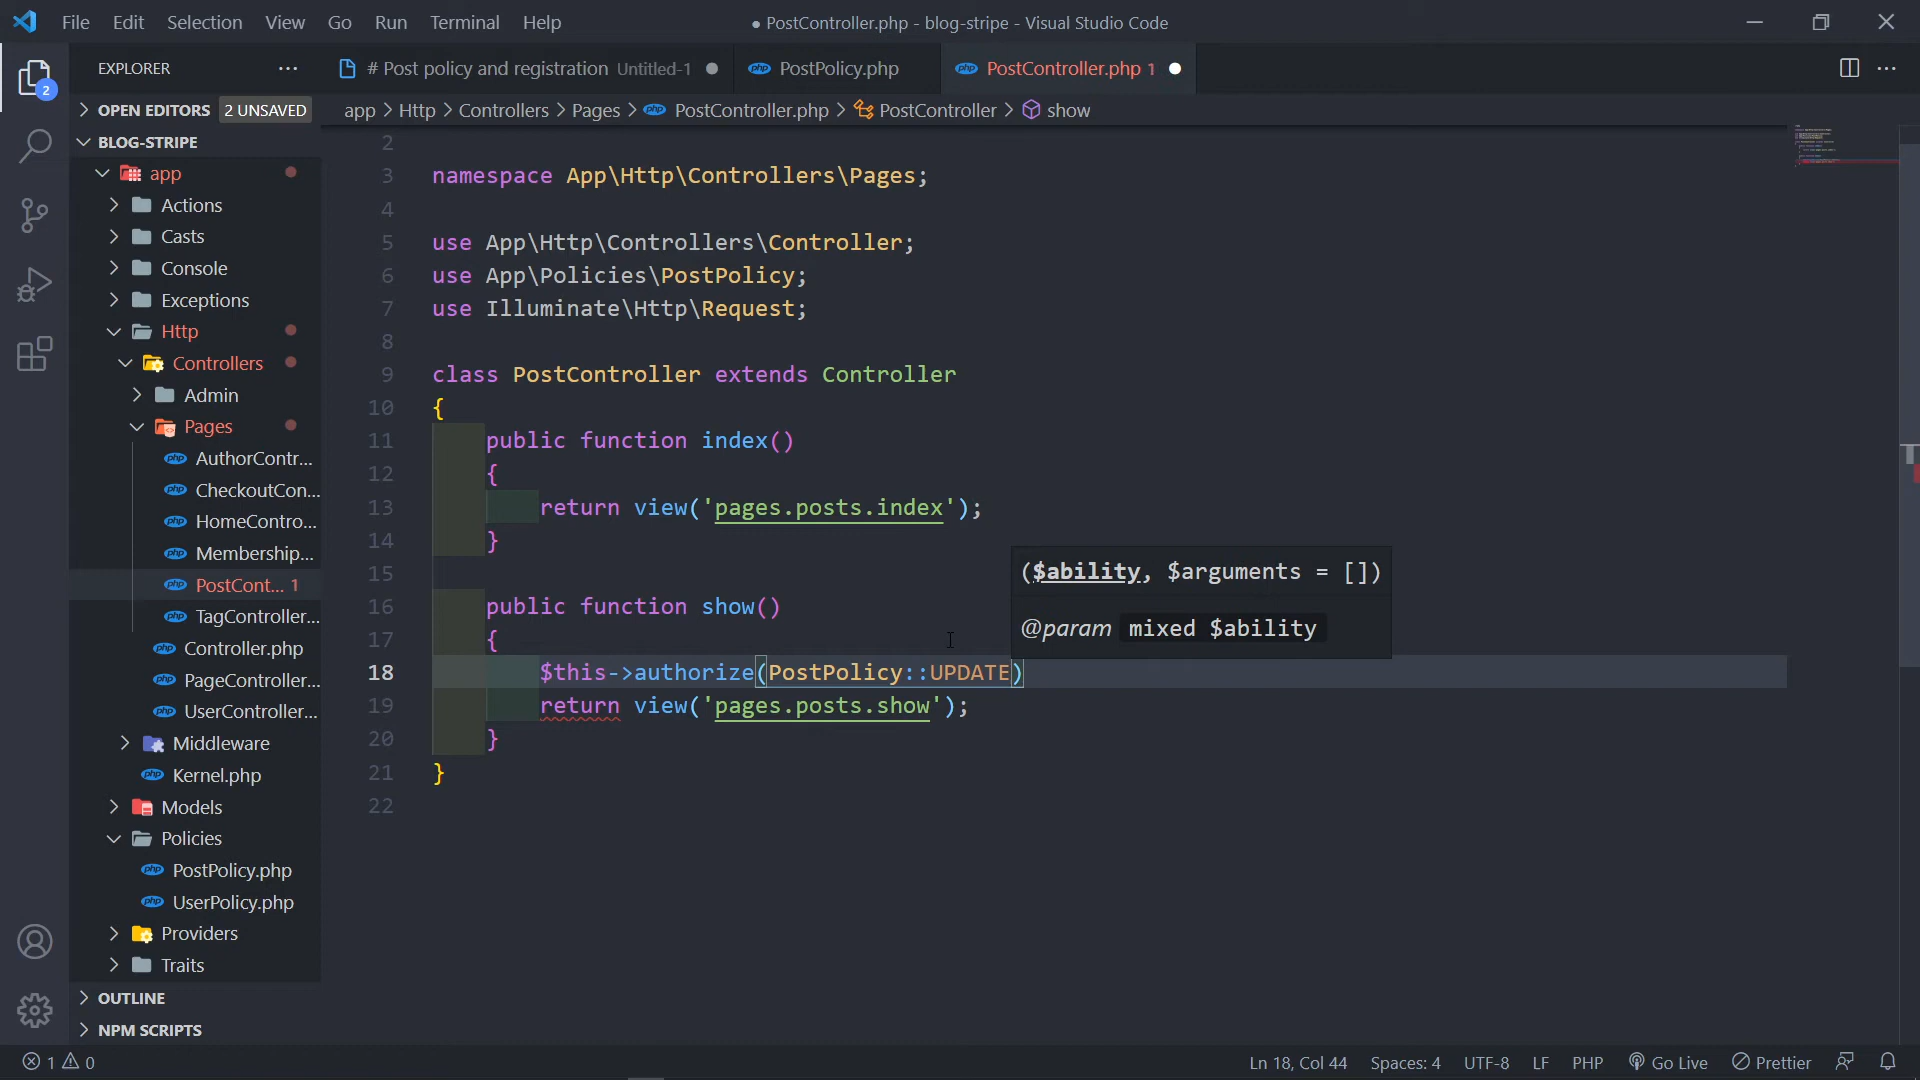 File Edit Selection View Go Run Terminal Help
● PostController.php - blog-stripe - Visual Studio Code
EXPLORER
# Post policy and registration Untitled-1
PostPolicy.php
PostController.php 1
OPEN EDITORS 2 UNSAVED
app > Http > Controllers > Pages > PostController.php > PostController > show
BLOG-STRIPE
app
Actions
Casts
Console
Exceptions
Http
Controllers
Admin
Pages
AuthorContr...
CheckoutCon...
HomeContro...
Membership...
PostCont... 1
TagController...
Controller.php
PageController...
UserController...
Middleware
Kernel.php
Models
Policies
PostPolicy.php
UserPolicy.php
Providers
Traits
OUTLINE
NPM SCRIPTS
2
2
3 namespace App\Http\Controllers\Pages;
4
5 use App\Http\Controllers\Controller;
6 use App\Policies\PostPolicy;
7 use Illuminate\Http\Request;
8
9 class PostController extends Controller
10 {
11 public function index()
12 {
13 return view('pages.posts.index');
14 }
15
16 public function show()
17 {
18 $this->authorize(PostPolicy::UPDATE)
19 return view('pages.posts.show');
20 }
21 }
22
($ability, $arguments = [])
@param mixed $ability
1 0
Ln 18, Col 44 Spaces: 4 UTF-8 LF PHP Go Live Prettier